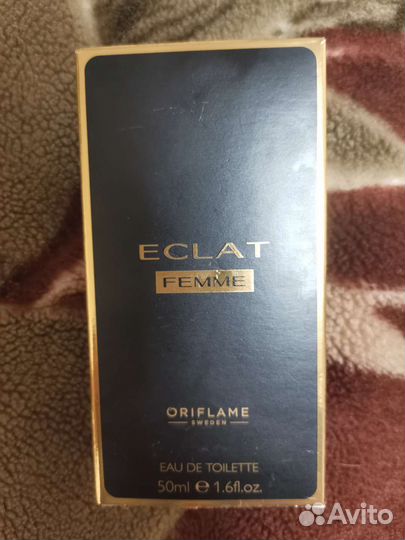 ECLAT
FEMME
ORIFLAME
SWEDEN
EAU DE TOILETTE
50ml ℮ 1.6fl.oz.
Avito